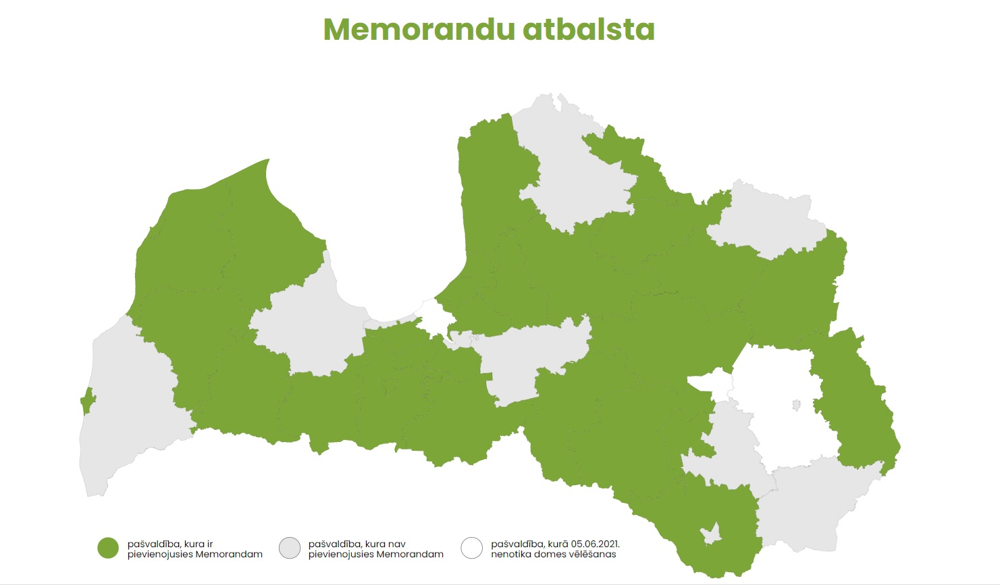 Memorandu atbalsta
pašvaldība, kura ir
pievienojusies Memorandam
pašvaldība, kura nav
pievienojusies Memorandam
pašvaldība, kurā 05.06.2021.
nenotika domes vēlēšanas